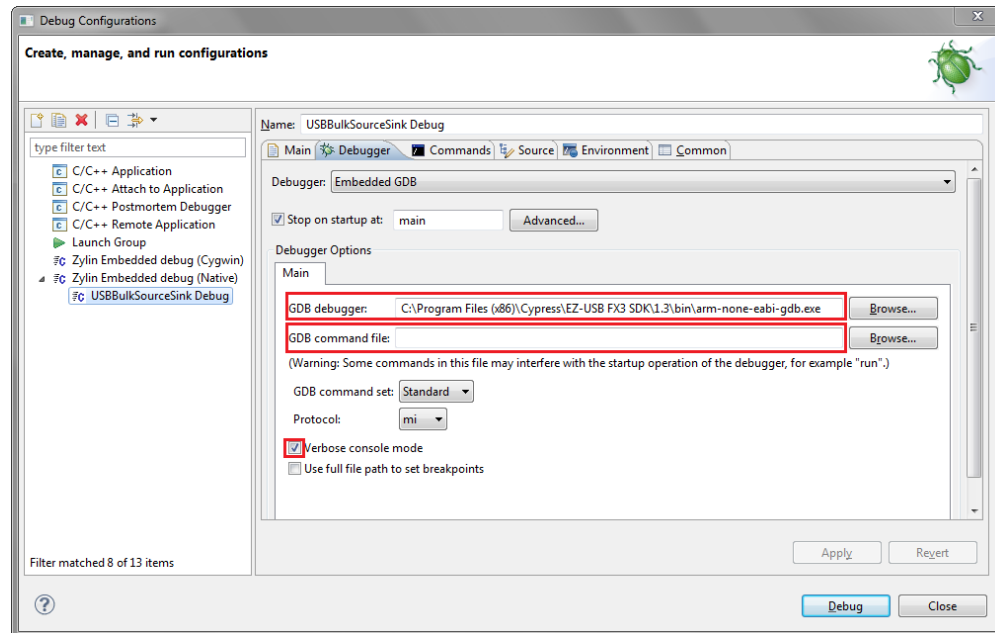 Debug Configurations
Create, manage, and run configurations
type filter text
C/C++ Application
C/C++ Attach to Application
C/C++ Postmortem Debugger
C/C++ Remote Application
Launch Group
Zylin Embedded debug (Cygwin)
Zylin Embedded debug (Native)
USBBulkSourceSink Debug
Filter matched 8 of 13 items
Name: USBBulkSourceSink Debug
Main Debugger Commands Source Environment Common
Debugger: Embedded GDB
Stop on startup at: main Advanced...
Debugger Options
Main
GDB debugger: C:\Program Files (x86)\Cypress\EZ-USB FX3 SDK\1.3\bin\arm-none-eabi-gdb.exe Browse...
GDB command file: Browse...
(Warning: Some commands in this file may interfere with the startup operation of the debugger, for example "run".)
GDB command set: Standard
Protocol: mi
Verbose console mode
Use full file path to set breakpoints
Apply Revert
Debug Close